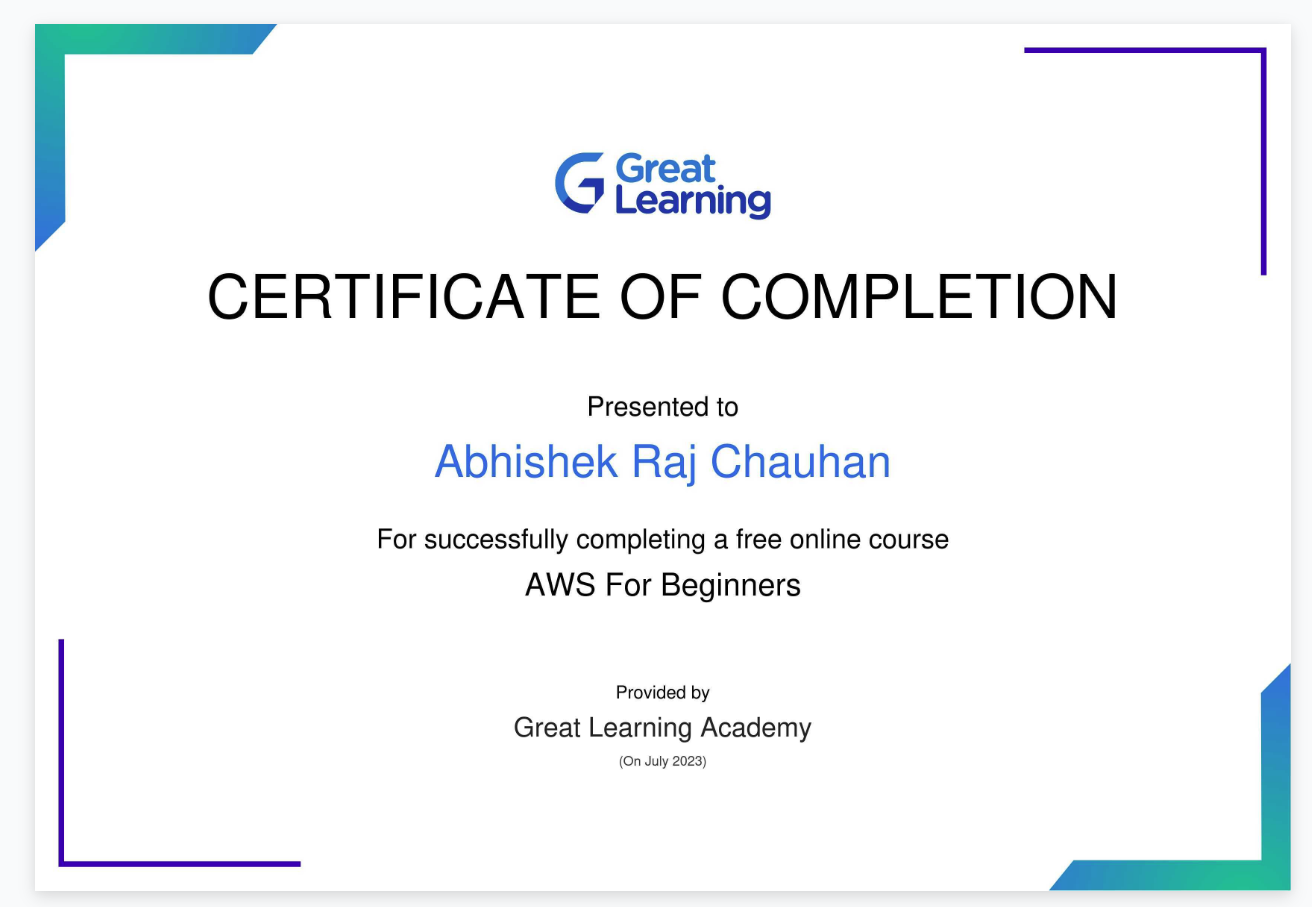 Great
Learning
CERTIFICATE OF COMPLETION
Presented to
Abhishek Raj Chauhan
For successfully completing a free online course
AWS For Beginners
Provided by
Great Learning Academy
(On July 2023)